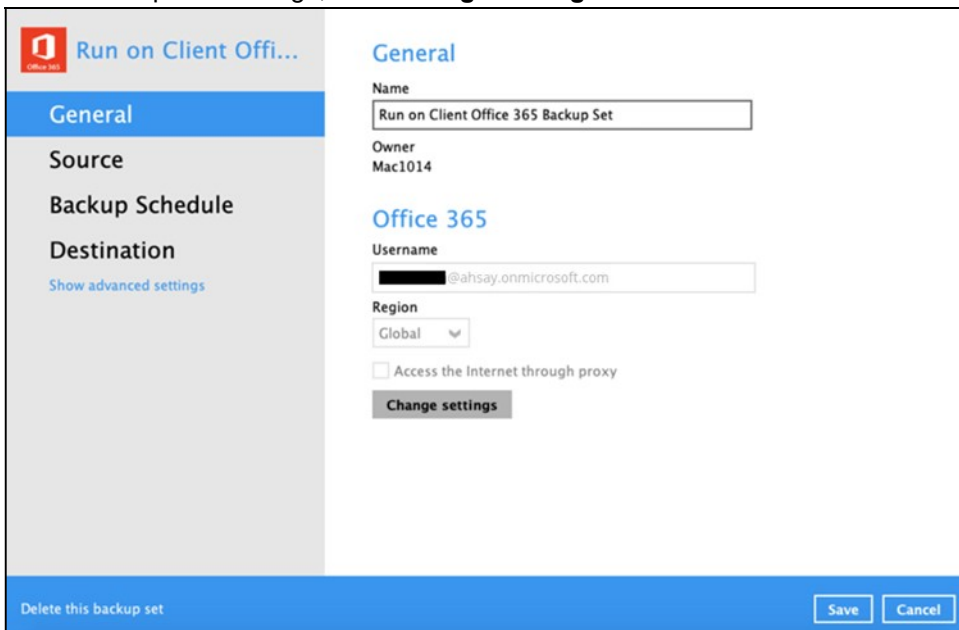 Run on Client Offi...
Office 365
General
Source
Backup Schedule
Destination
Show advanced settings
General
Name
Run on Client Office 365 Backup Set
Owner
Mac1014
Office 365
Username
@ahsay.onmicrosoft.com
Region
Global
Access the Internet through proxy
Change settings
Delete this backup set
Save
Cancel